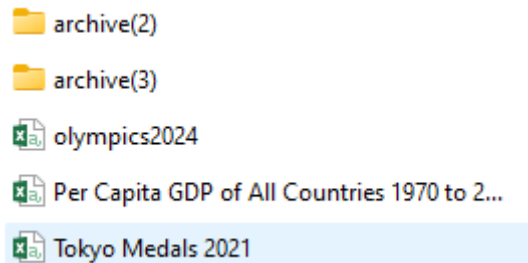 archive(2)
archive(3)
olympics2024
Per Capita GDP of All Countries 1970 to 2...
Tokyo Medals 2021